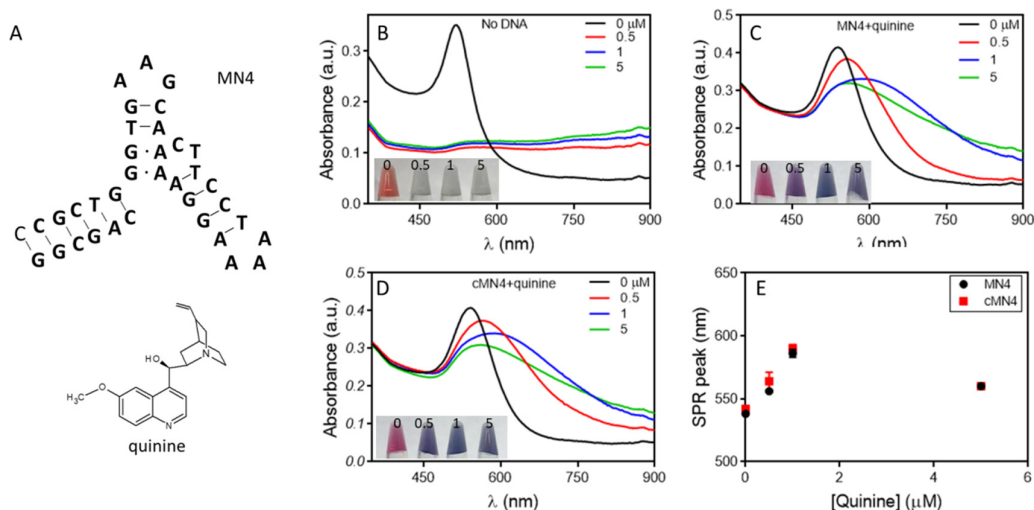 A
MN4
A
A G
G C
T A
G · A C T
G · A A T C
G G C
C C G C T G G T A
G G C G A C A A A
HO
N
H₃C
O
N
quinine
B
No DNA
0 µM
0.5
1
5
Absorbance (a.u.)
0.3
0.2
0.1
0.0
0 0.5 1 5
450 600 750 900
λ (nm)
C
MN4+quinine
0 µM
0.5
1
5
Absorbance (a.u.)
0.5
0.4
0.3
0.2
0.1
0 0.5 1 5
450 600 750 900
λ (nm)
D
cMN4+quinine
0 µM
0.5
1
5
Absorbance (a.u.)
0.5
0.4
0.3
0.2
0.1
0.0
0 0.5 1 5
450 600 750 900
λ (nm)
E
MN4
cMN4
SPR peak (nm)
650
600
550
500
0 2 4 6
[Quinine] (µM)